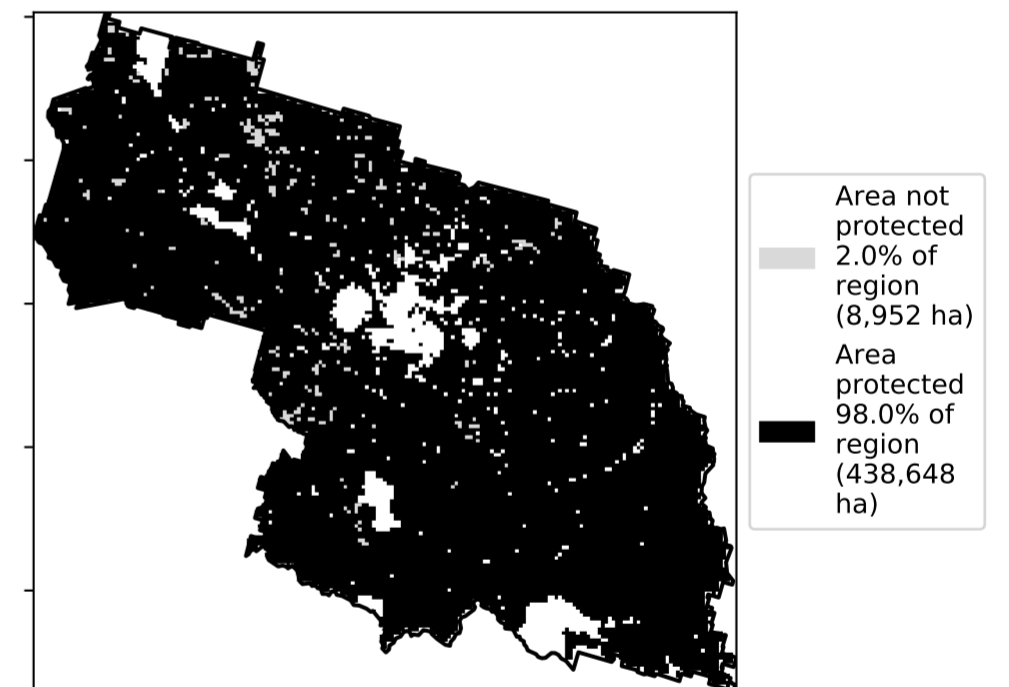 Area not
protected
2.0% of
region
(8,952 ha)
Area
protected
98.0% of
region
(438,648
ha)